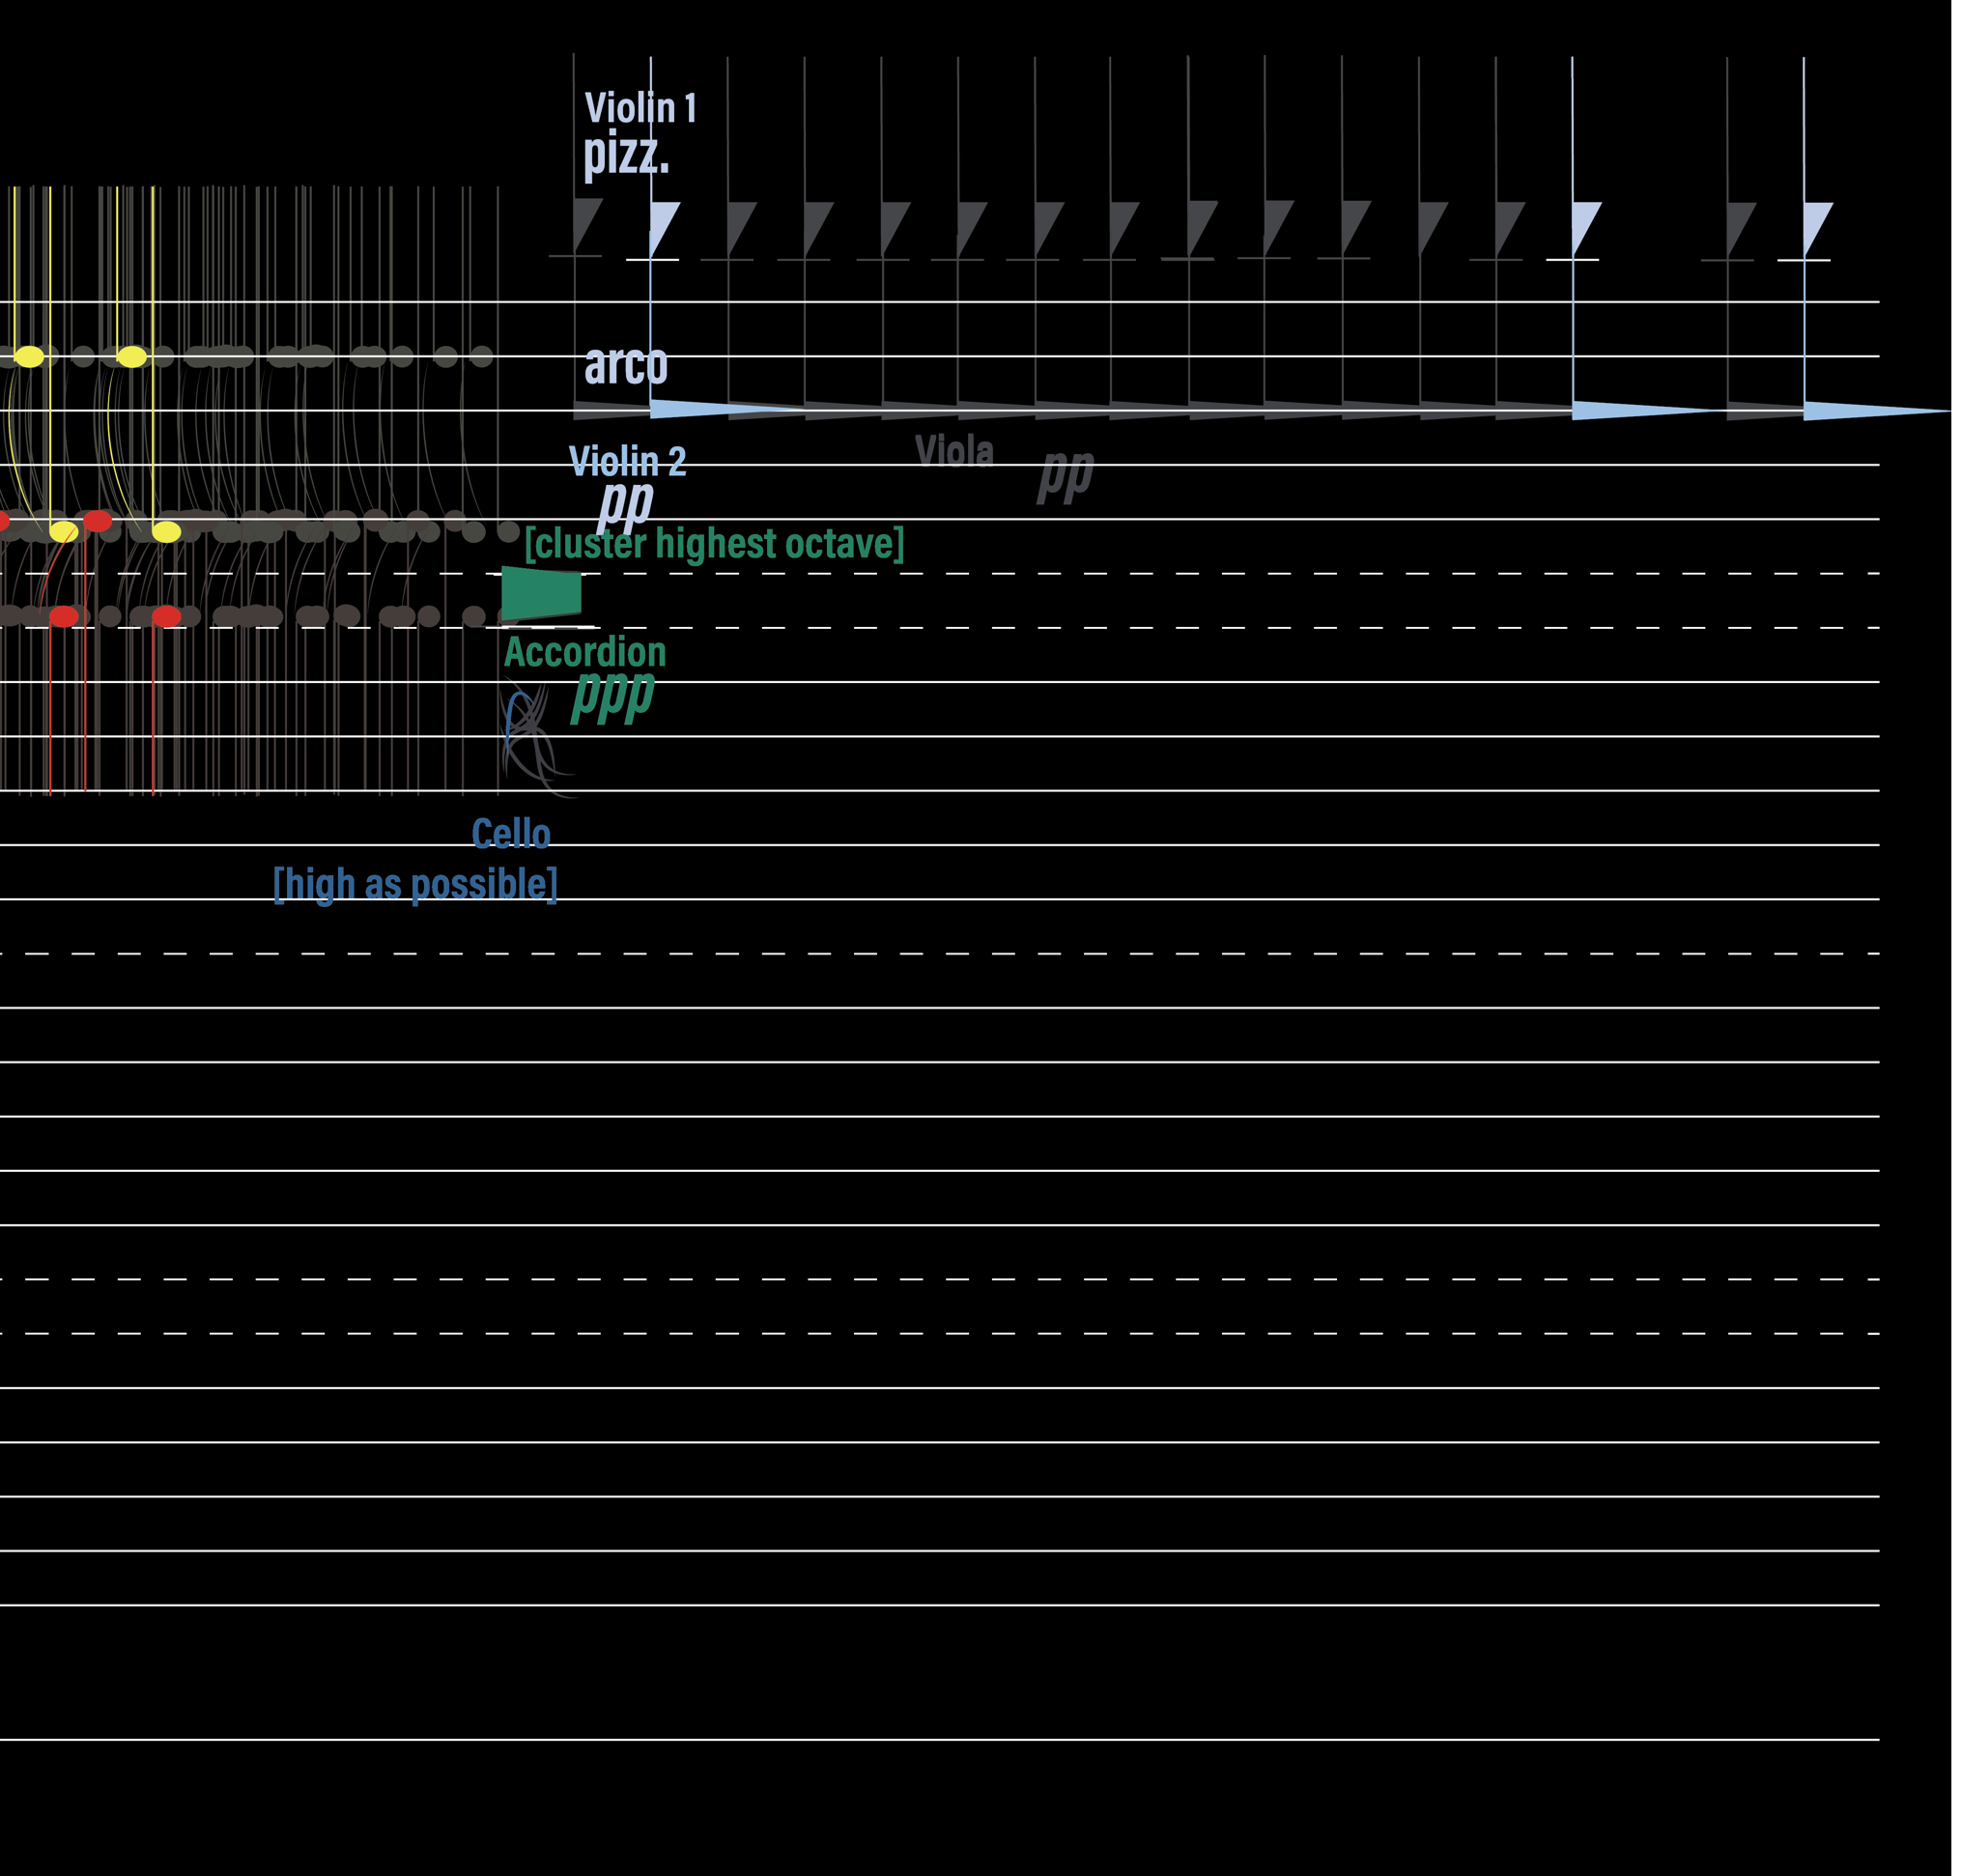 Violin 1
pizz.
arco
Violin 2
pp
Viola
pp
[cluster highest octave]
Accordion
ppp
Cello
[high as possible]